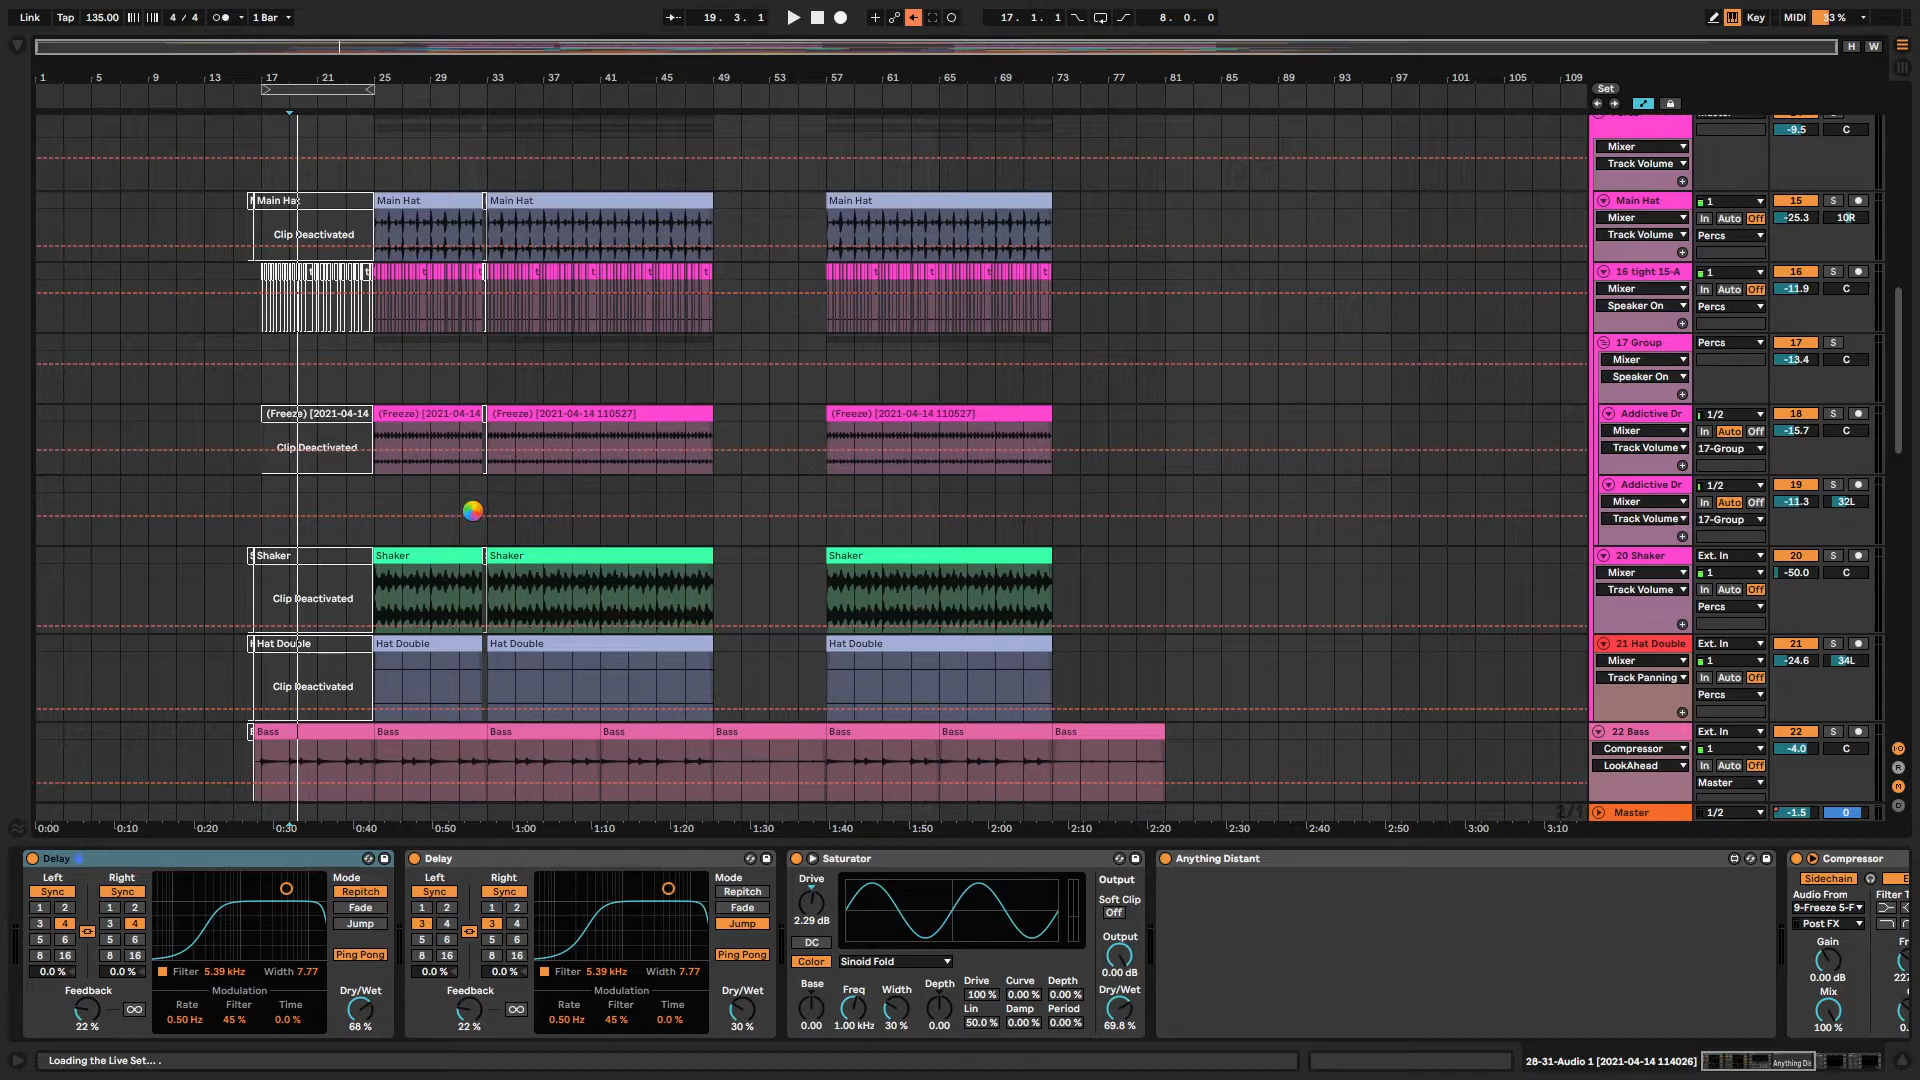 Link Tap 135.00 4 / 4 1 Bar 19. 3. 1 17. 1. 1 8. 0. 0 Key MIDI 33 %
H W
1 5 9 13 17 21 25 29 33 37 41 45 49 53 57 61 65 69 73 77 81 85 89 93 97 101 105 109
Set
-9.5 C
Mixer
Track Volume
Main Hat Main Hat Main Hat Main Hat
Clip Deactivated
Main Hat 1 15 S
Mixer In Auto Off -25.3 10R
Track Volume Percs
t t t t t t t t t t t t
16 tight 15-A 1 16 S
Mixer In Auto Off -11.9 C
Speaker On Percs
17 Group Percs 17 S
Mixer -13.4 C
Speaker On
(Freeze) [2021-04-14 (Freeze) [2021-04-14 (Freeze) [2021-04-14 110527] (Freeze) [2021-04-14 110527]
Clip Deactivated
Addictive Dr 1/2 18 S
Mixer In Auto Off -15.7 C
Track Volume 17-Group
Addictive Dr 1/2 19 S
Mixer In Auto Off -11.3 32L
Track Volume 17-Group
Shaker Shaker Shaker Shaker
Clip Deactivated
20 Shaker Ext. In 20 S
Mixer 1 -50.0 C
Track Volume In Auto Off
Percs
Hat Double Hat Double Hat Double Hat Double
Clip Deactivated
21 Hat Double Ext. In 21 S
Mixer 1 -24.6 34L
Track Panning In Auto Off
Percs
Bass Bass Bass Bass Bass Bass Bass Bass
22 Bass Ext. In 22 S
Compressor 1 -4.0 C
LookAhead In Auto Off
Master
2/1
Master 1/2 -1.5 0
R
M
D
0:00 0:10 0:20 0:30 0:40 0:50 1:00 1:10 1:20 1:30 1:40 1:50 2:00 2:10 2:20 2:30 2:40 2:50 3:00 3:10
Delay
Left Right Mode
Sync Sync Repitch
1 2 1 2 Fade
3 4 3 4 Jump
5 6 5 6
8 16 8 16 Ping Pong
0.0 % 0.0 % Filter 5.39 kHz Width 7.77
Feedback Modulation Dry/Wet
Rate Filter Time
22 % 0.50 Hz 45 % 0.0 % 68 %
Delay
Left Right Mode
Sync Sync Repitch
1 2 1 2 Fade
3 4 3 4 Jump
5 6 5 6
8 16 8 16 Ping Pong
0.0 % 0.0 % Filter 5.39 kHz Width 7.77
Feedback Modulation Dry/Wet
Rate Filter Time
22 % 0.50 Hz 45 % 0.0 % 30 %
Saturator
Drive Output
2.29 dB Soft Clip
Off
DC Output
Color Sinoid Fold 0.00 dB
Base Freq Width Depth Drive Curve Depth Dry/Wet
100 % 0.00 % 0.00 %
Lin Damp Period
0.00 1.00 kHz 30 % 0.00 50.0 % 0.00 % 0.00 % 69.8 %
Anything Distant
Compressor
Sidechain
Audio From Filter T
9-Freeze 5-F
Post FX
Gain Fr
0.00 dB 227
Mix
100 % 0.
Loading the Live Set... .
28-31-Audio 1 [2021-04-14 114026]
Anything Dis